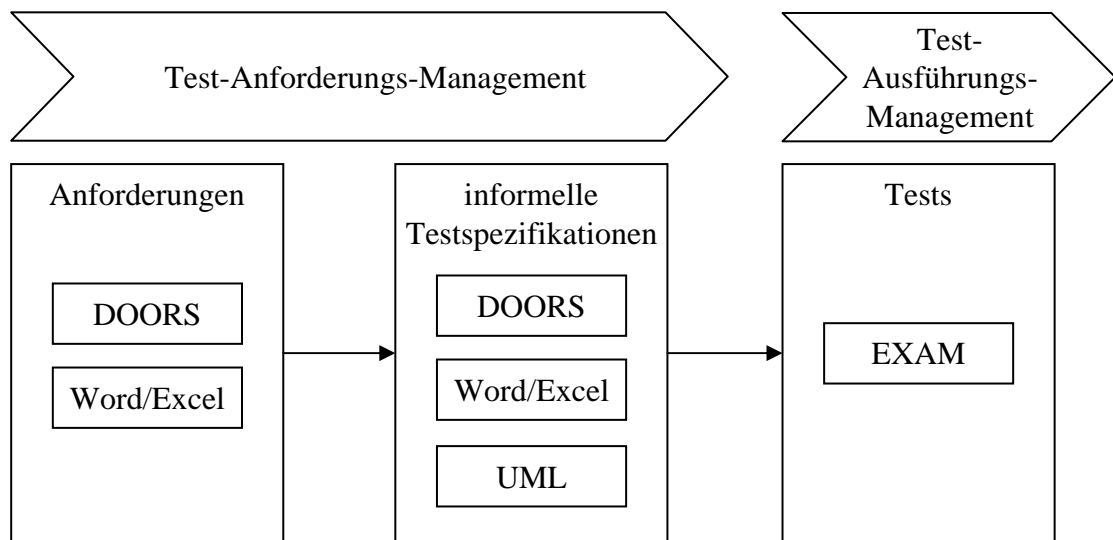 Test-Anforderungs-Management
Test-
Ausführungs-
Management
Anforderungen
DOORS
Word/Excel
informelle
Testspezifikationen
DOORS
Word/Excel
UML
Tests
EXAM